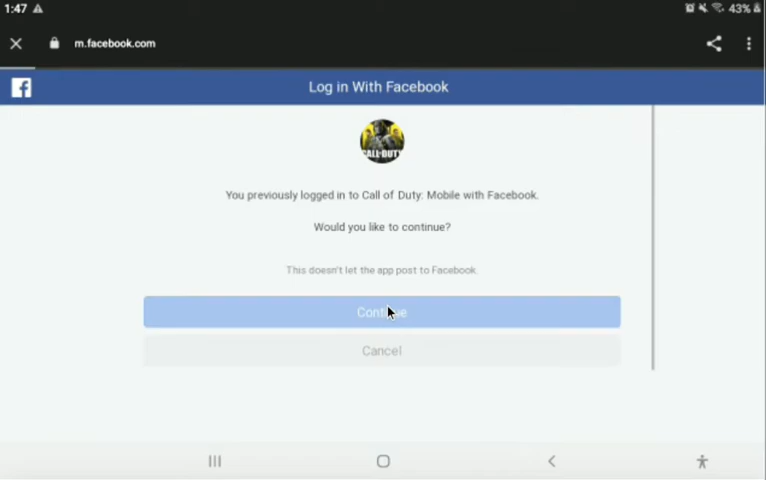 1:47
43%
m.facebook.com
Log in With Facebook
CALL·DUTY
You previously logged in to Call of Duty: Mobile with Facebook.
Would you like to continue?
This doesn't let the app post to Facebook.
Continue
Cancel